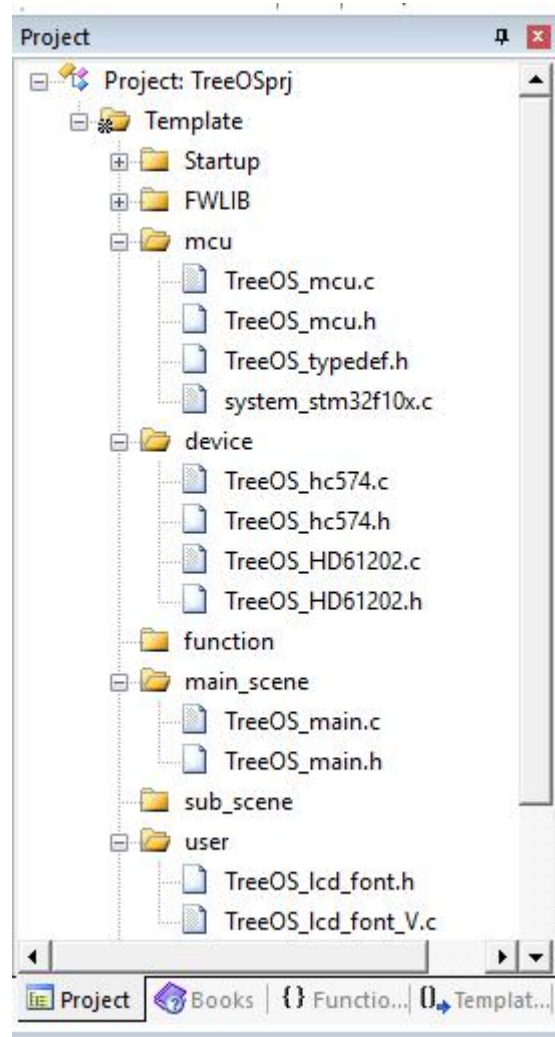 Project
Project: TreeOSprj
Template
Startup
FWLIB
mcu
TreeOS_mcu.c
TreeOS_mcu.h
TreeOS_typedef.h
system_stm32f10x.c
device
TreeOS_hc574.c
TreeOS_hc574.h
TreeOS_HD61202.c
TreeOS_HD61202.h
function
main_scene
TreeOS_main.c
TreeOS_main.h
sub_scene
user
TreeOS_lcd_font.h
TreeOS_lcd_font_V.c
Project Books {} Functio... 0 Templat...